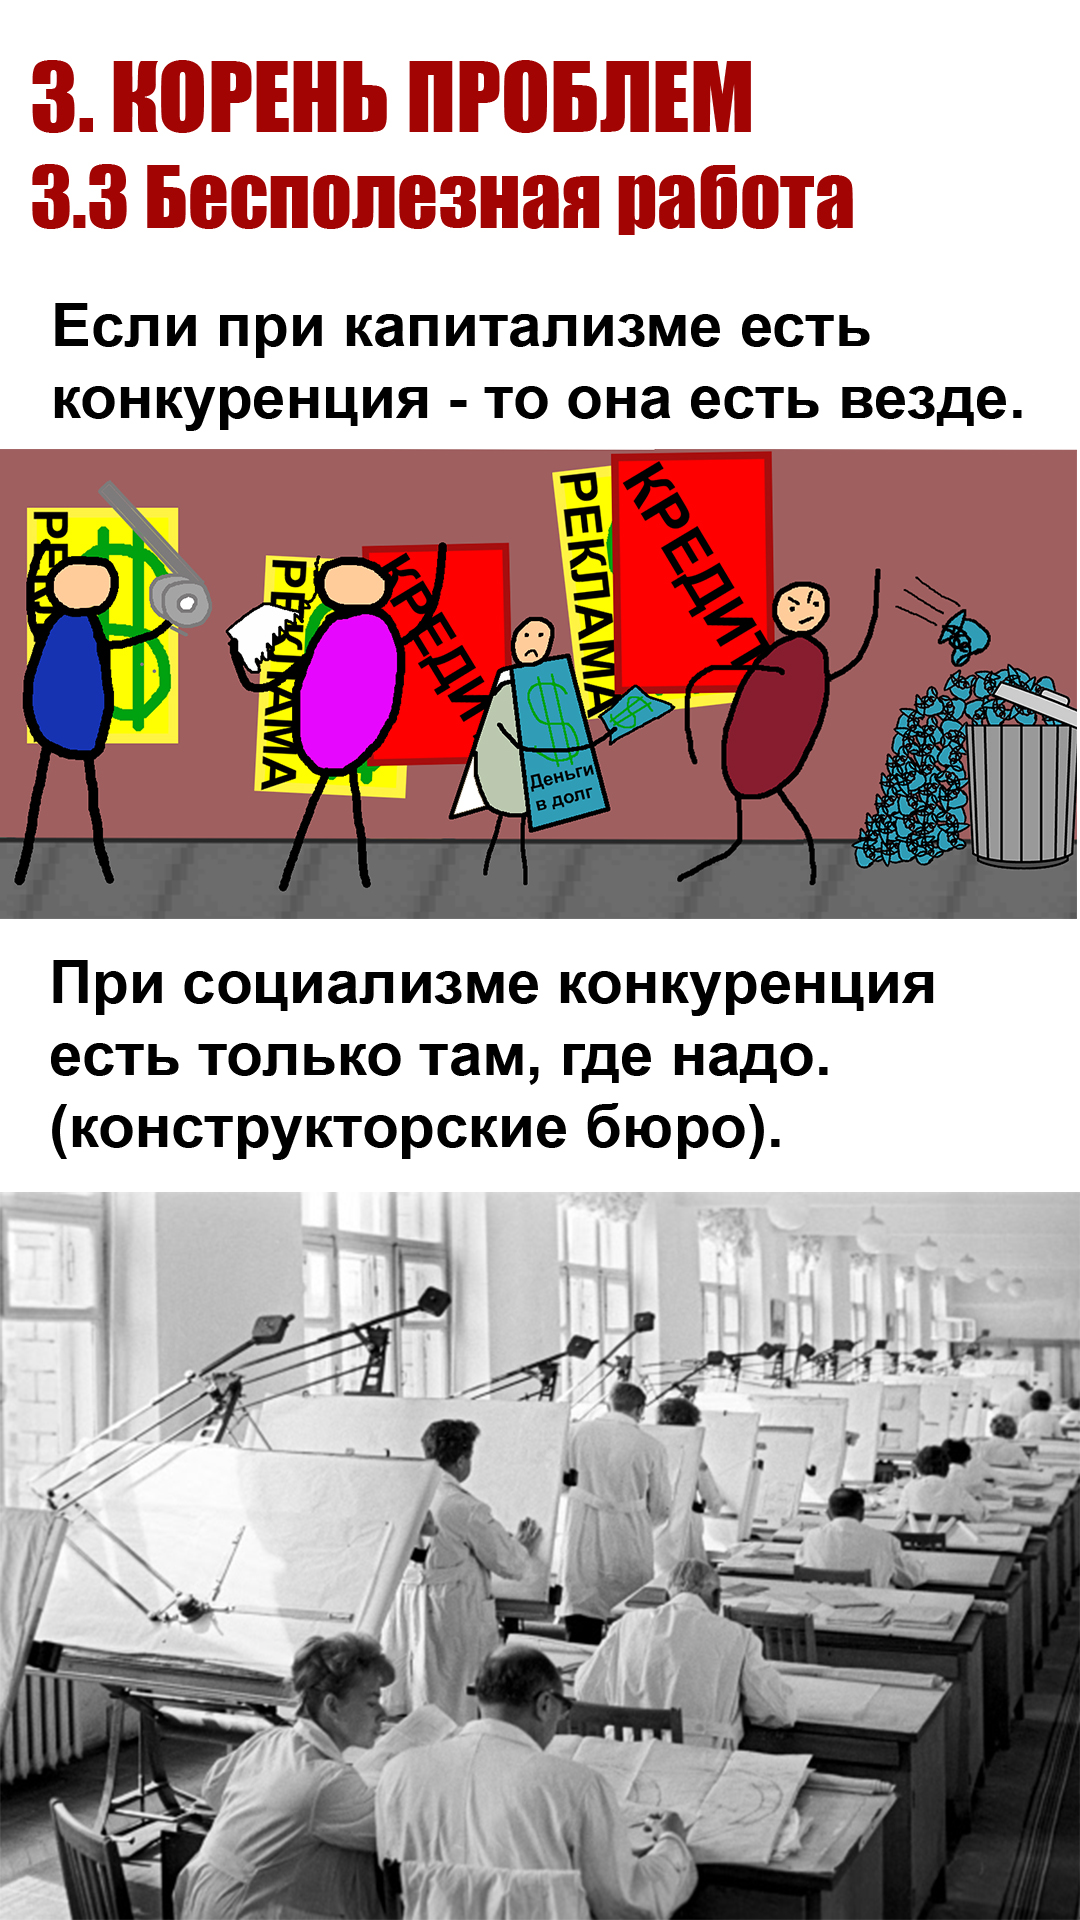 3. КОРЕНЬ ПРОБЛЕМ
3.3 Бесполезная работа
Если при капитализме есть
конкуренция - то она есть везде.
РЕКЛАМА
КРЕДИ
РЕКЛАМА
КРЕДИТ
Деньги
в долг
При социализме конкуренция
есть только там, где надо.
(конструкторские бюро).